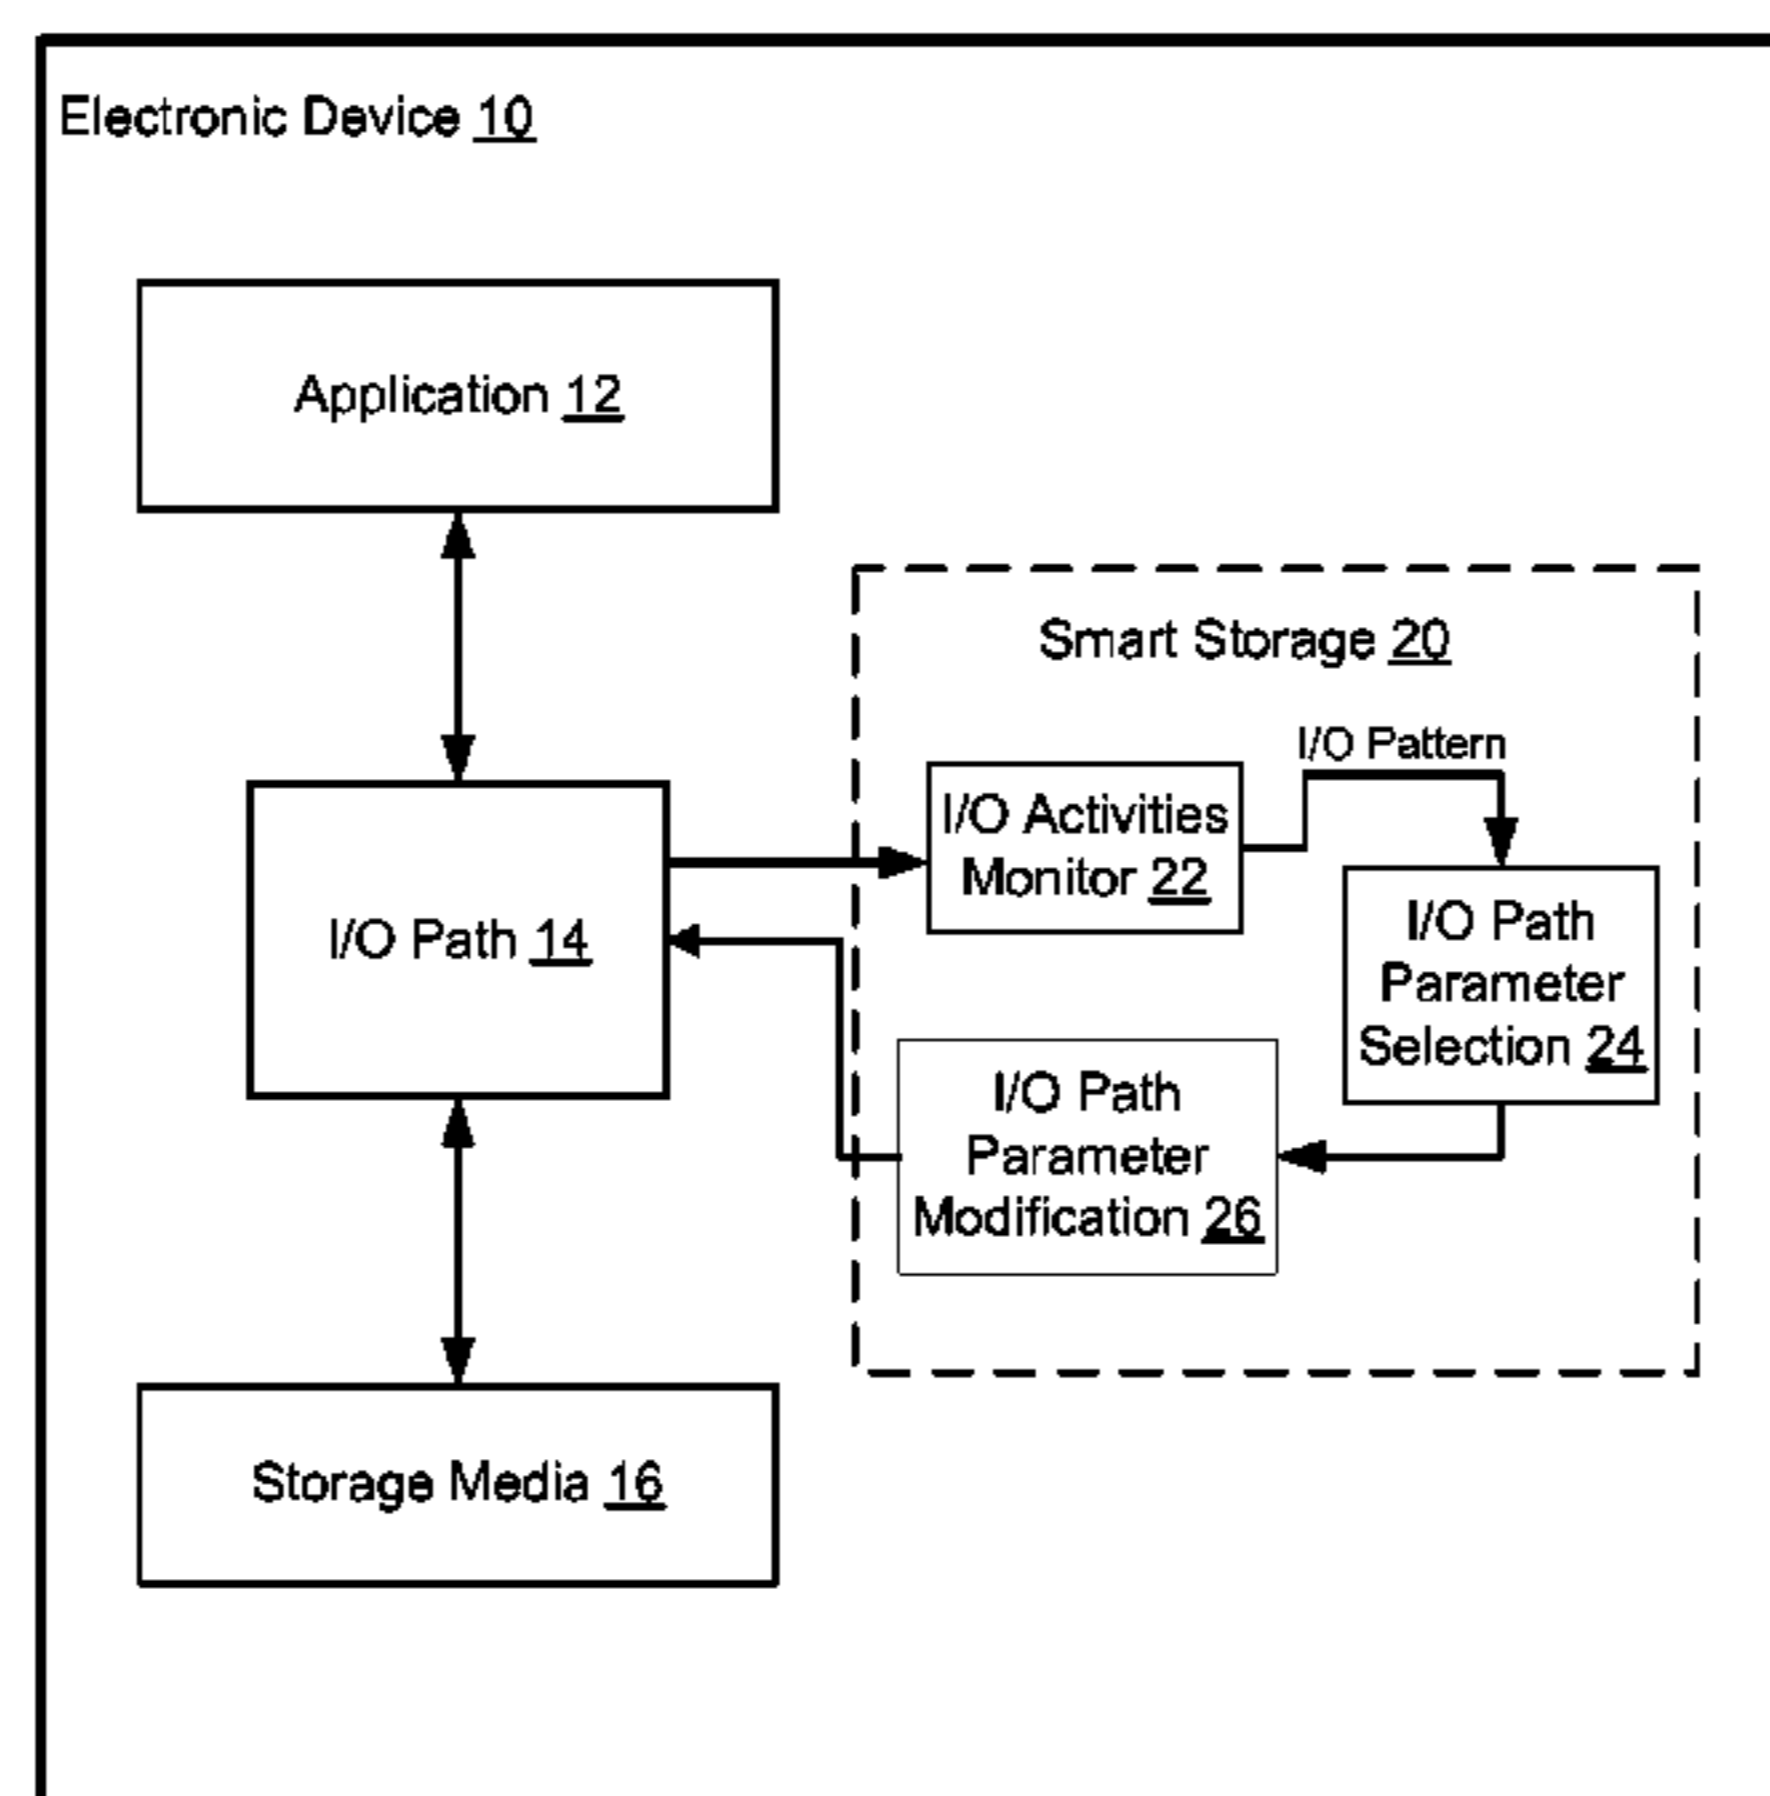 Electronic Device 10
Application 12
Smart Storage 20
I/O Pattern
I/O Activities
Monitor 22
I/O Path 14
I/O Path
Parameter
Selection 24
I/O Path
Parameter
Modification 26
Storage Media 16